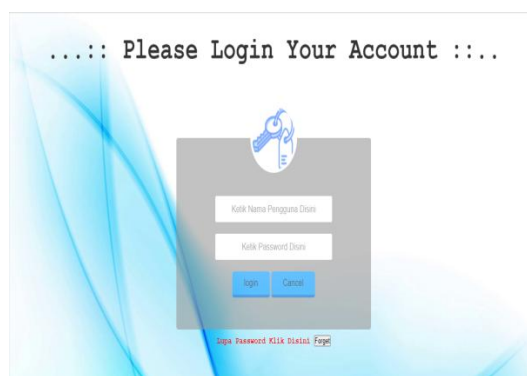 ...:: Please Login Your Account ::..
Ketik Nama Pengguna Disini
Ketik Password Disini
login Cancel
Lupa Password Klik Disini Forget